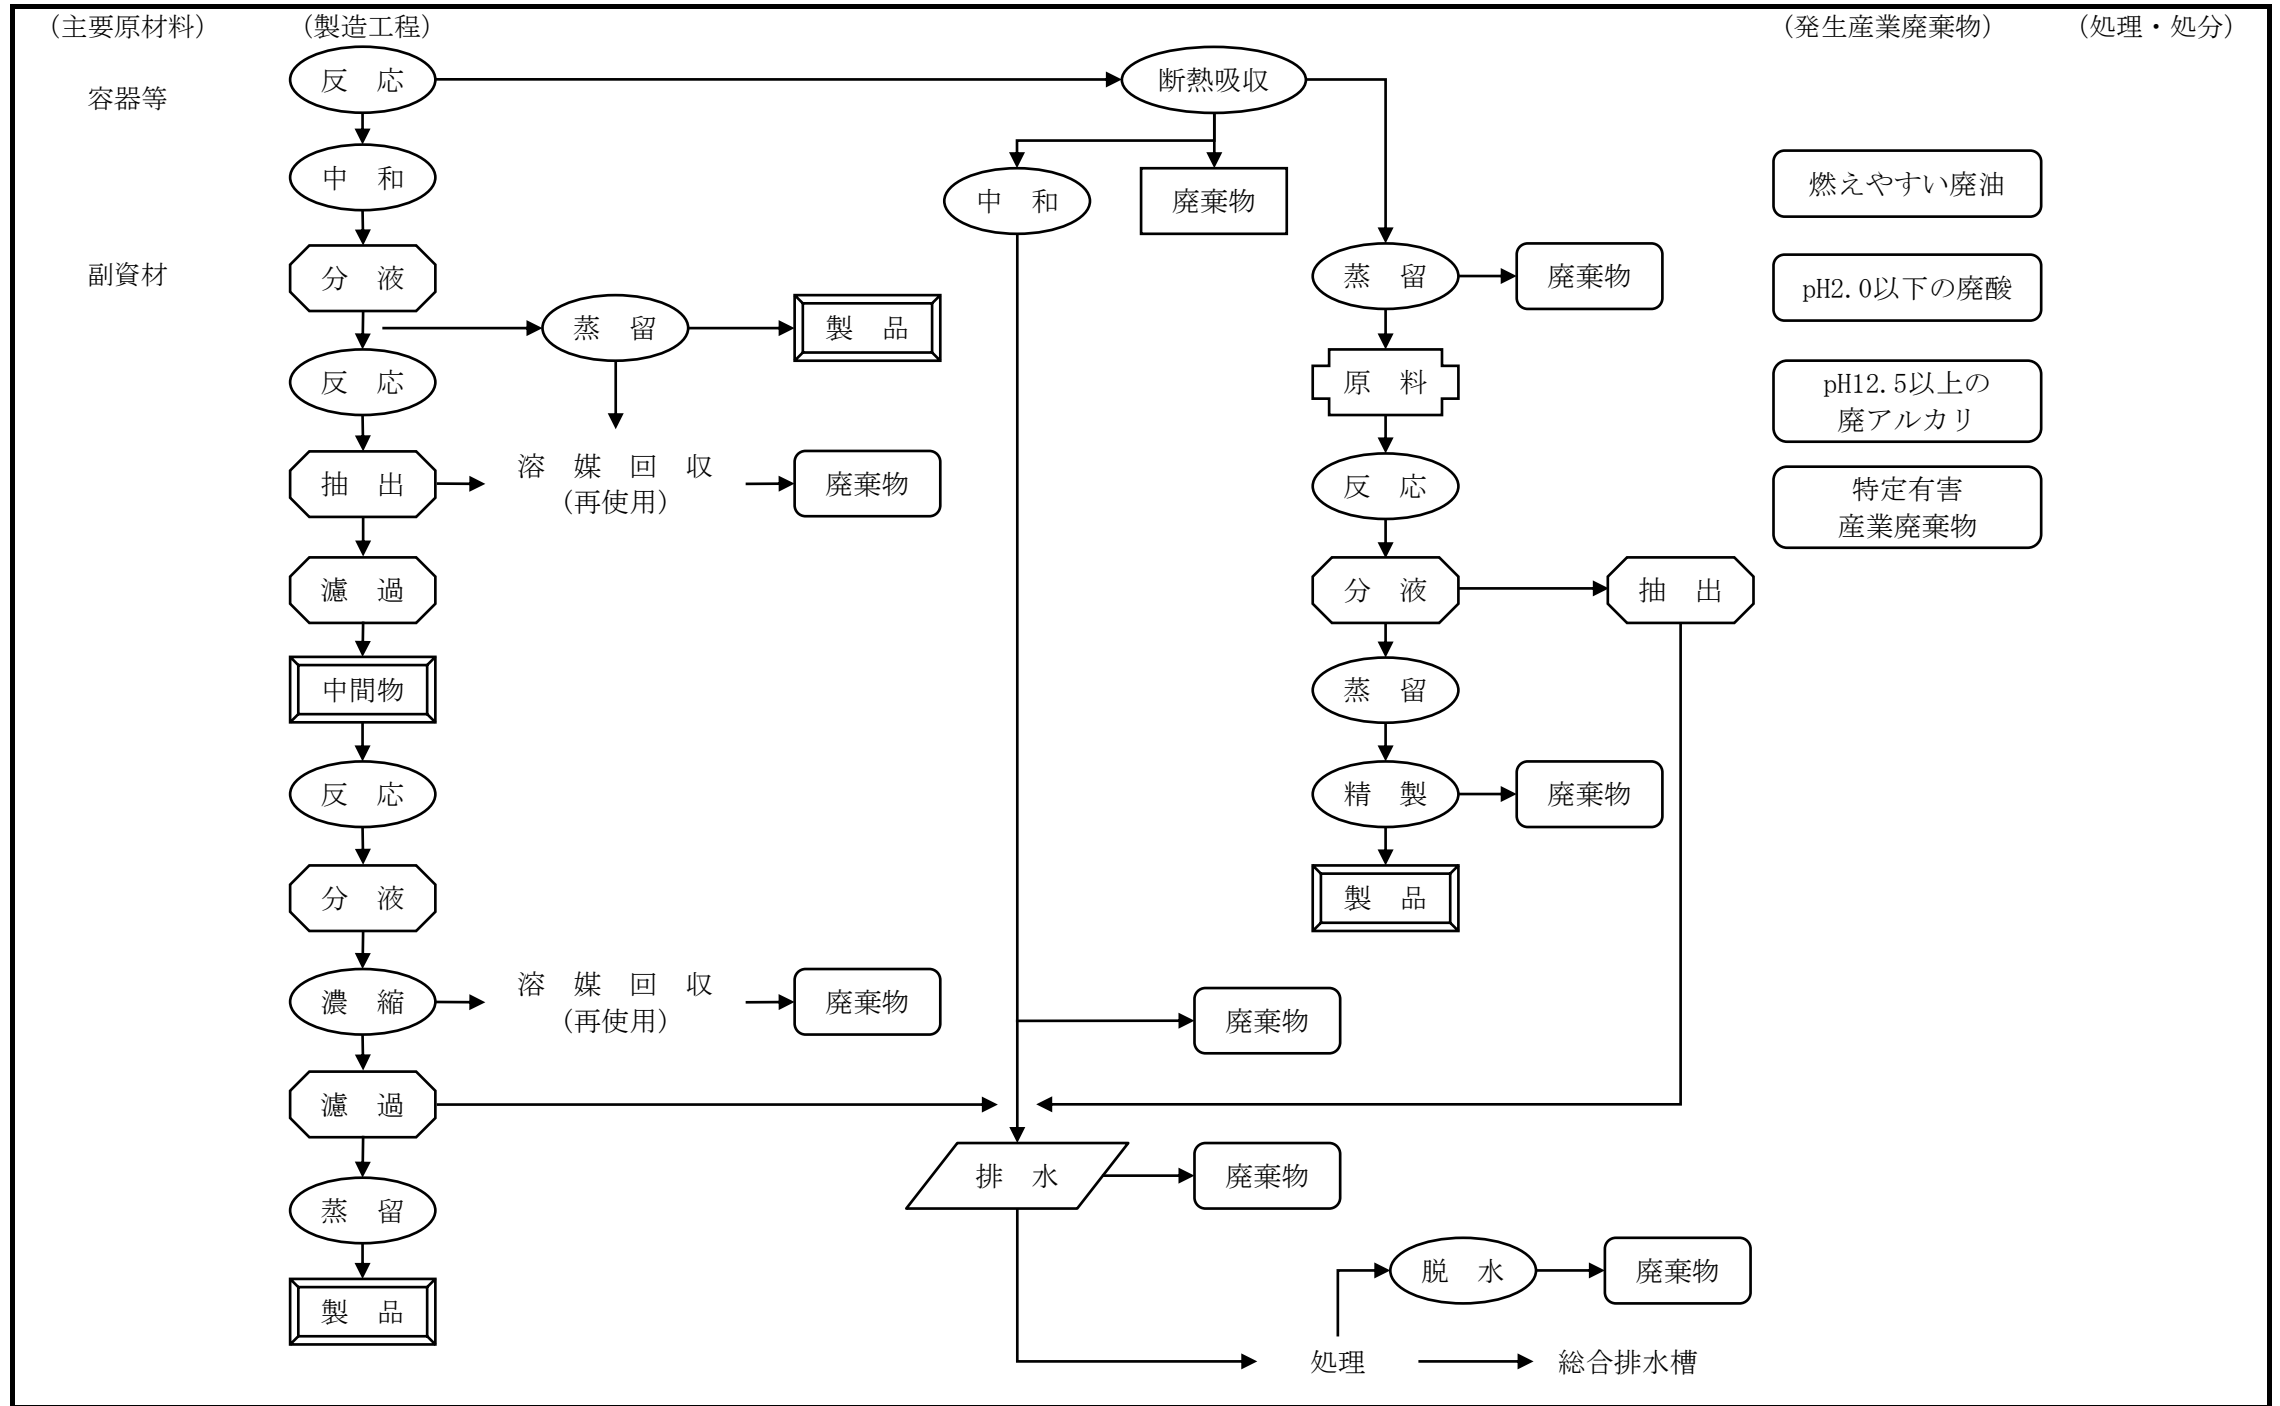 （主要原材料）
（製造工程）
（発生産業廃棄物）
（処理・処分）
容器等
副資材
反　応
中　和
分　液
反　応
抽　出
濾　過
中間物
反　応
分　液
濃　縮
濾　過
蒸　留
製　品
蒸　留
製　品
溶　媒　回　収
（再使用）
廃棄物
溶　媒　回　収
（再使用）
廃棄物
断熱吸収
中　和
廃棄物
廃棄物
排　水
廃棄物
蒸　留
廃棄物
原　料
反　応
分　液
抽　出
蒸　留
精　製
廃棄物
製　品
脱　水
廃棄物
処理
総合排水槽
燃えやすい廃油
pH2.0以下の廃酸
pH12.5以上の
廃アルカリ
特定有害
産業廃棄物